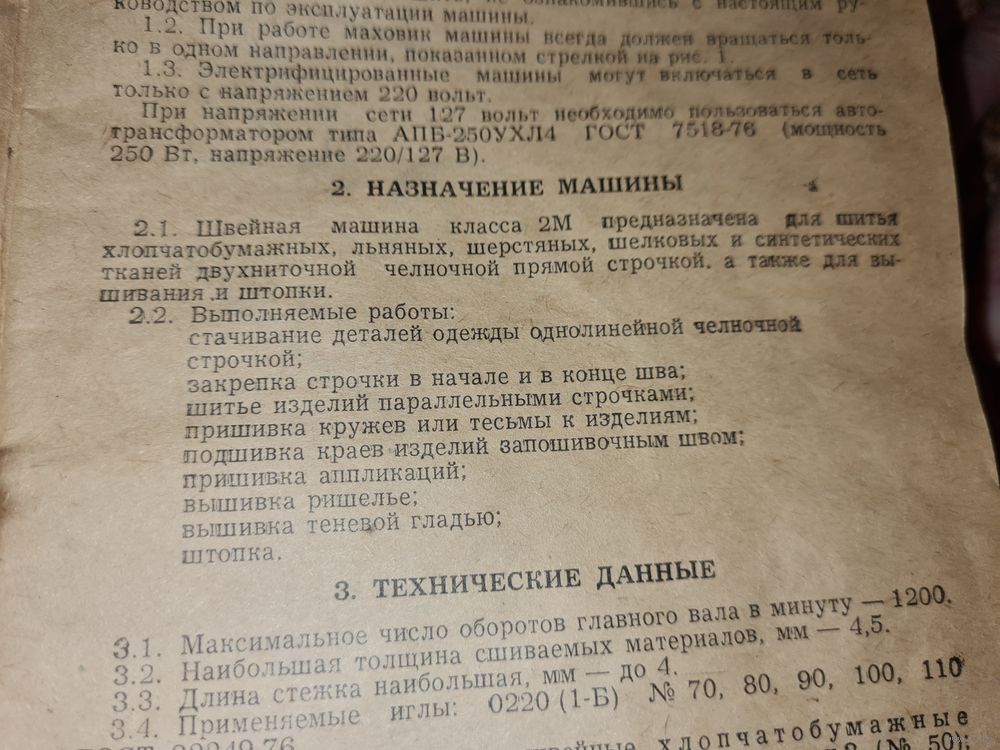 ководством по эксплуатации машины.
1.2. При работе маховик машины всегда должен вращаться толь-
ко в одном направлении, показанном стрелкой на рис. 1.
1.3. Электрифицированные машины могут включаться в сеть
только с напряжением 220 вольт.
При напряжении сети 127 вольт необходимо пользоваться авто-
трансформатором типа АПБ-250УХЛ4 ГОСТ 7518-76 (мощность
250 Вт, напряжение 220/127 В).
2. НАЗНАЧЕНИЕ МАШИНЫ
2.1. Швейная машина класса 2М предназначена для шитья
хлопчатобумажных, льняных, шерстяных, шелковых и синтетических
тканей двухниточной челночной прямой строчкой. а также для вы-
шивания и штопки.
2.2. Выполняемые работы:
стачивание деталей одежды однолинейной челночной
строчкой;
закрепка строчки в начале и в конце шва;
шитье изделий параллельными строчками;
пришивка кружев или тесьмы к изделиям;
подшивка краев изделий запошивочным швом;
пришивка аппликаций;
вышивка ришелье;
вышивка теневой гладью;
штопка.
3. ТЕХНИЧЕСКИЕ ДАННЫЕ
3.1. Максимальное число оборотов главного вала в минуту — 1200.
3.2. Наибольшая толщина сшиваемых материалов, мм — 4,5.
3.3. Длина стежка наибольшая, мм — до 4.
3.4. Применяемые иглы: 0220 (1-Б) № 70, 80, 90, 100, 110
ГОСТ 22249-76
хлопчатобумажные
(№ 50),